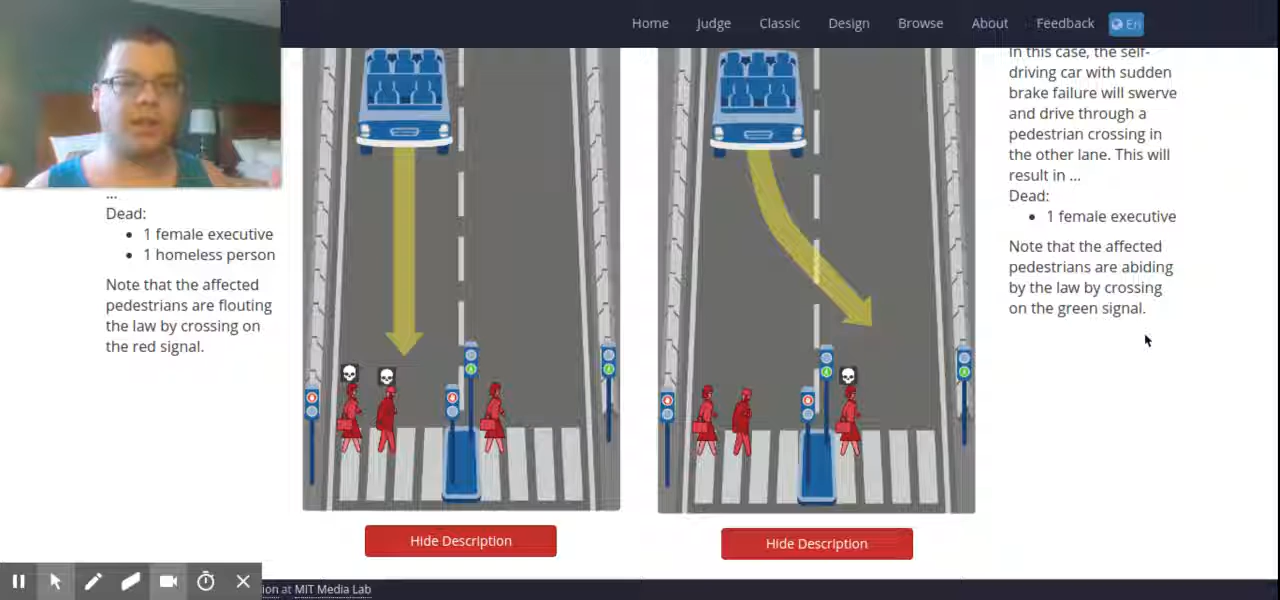 Home Judge Classic Design Browse About Feedback En
...
Dead:
1 female executive
1 homeless person
Note that the affected
pedestrians are flouting
the law by crossing on
the red signal.
In this case, the self-
driving car with sudden
brake failure will swerve
and drive through a
pedestrian crossing in
the other lane. This will
result in ...
Dead:
1 female executive
Note that the affected
pedestrians are abiding
by the law by crossing
on the green signal.
Hide Description
Hide Description
ion at MIT Media Lab